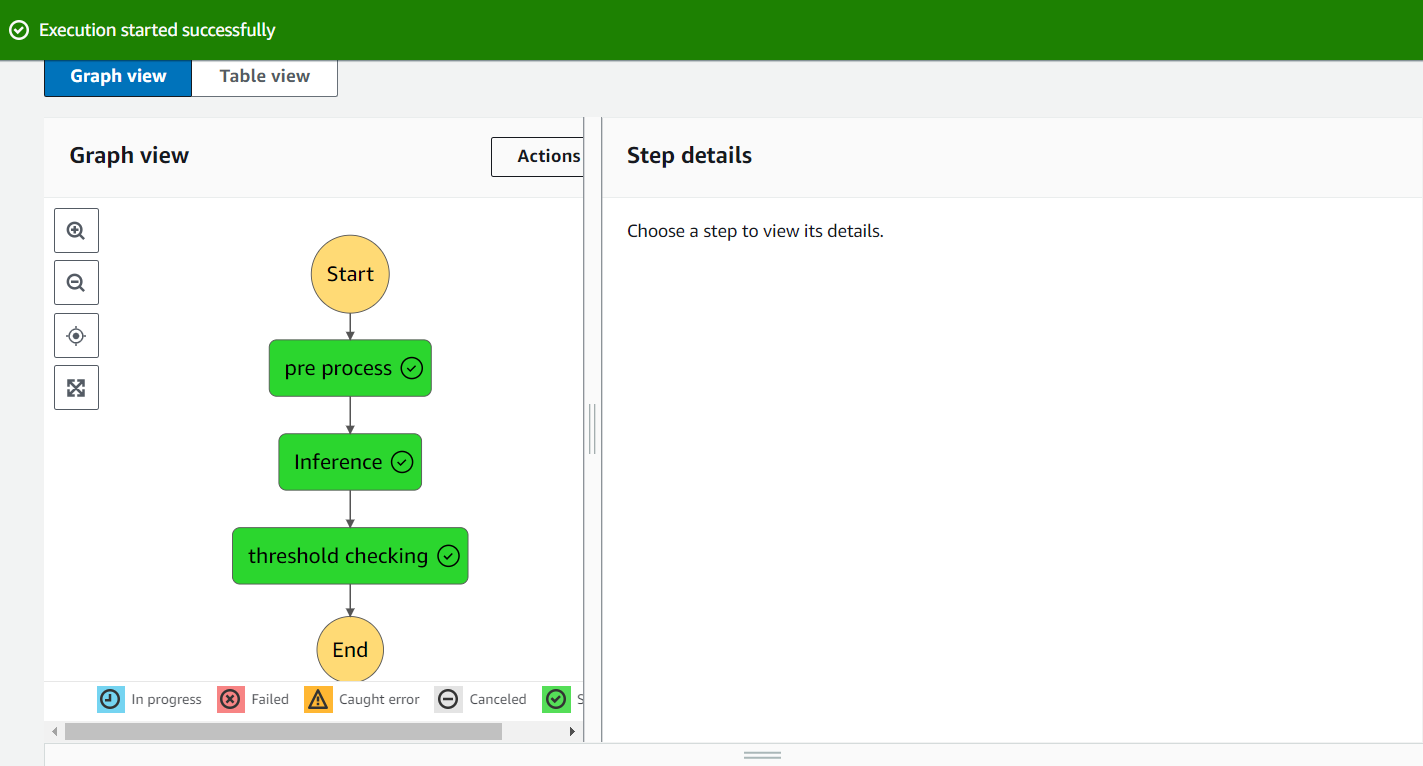 Execution started successfully
Graph view
Table view
Graph view
Actions
Step details
Choose a step to view its details.
Start
pre process
Inference
threshold checking
End
In progress
Failed
Caught error
Canceled
S